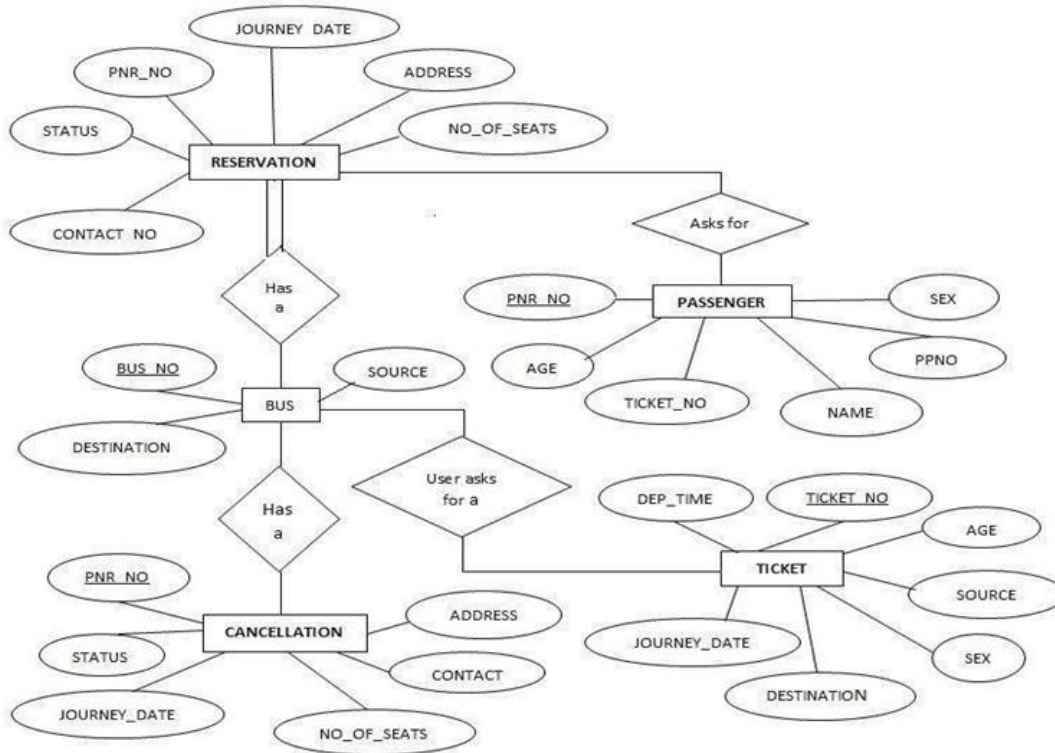 JOURNEY DATE
PNR_NO
ADDRESS
STATUS
NO_OF_SEATS
RESERVATION
CONTACT NO
Asks for
Has
a
PNR_NO
PASSENGER
SEX
AGE
PPNO
TICKET_NO
NAME
BUS_NO
SOURCE
BUS
DESTINATION
User asks
for a
Has
a
DEP_TIME
TICKET_NO
AGE
TICKET
SOURCE
JOURNEY_DATE
SEX
DESTINATION
PNR NO
ADDRESS
CANCELLATION
STATUS
CONTACT
JOURNEY_DATE
NO_OF_SEATS